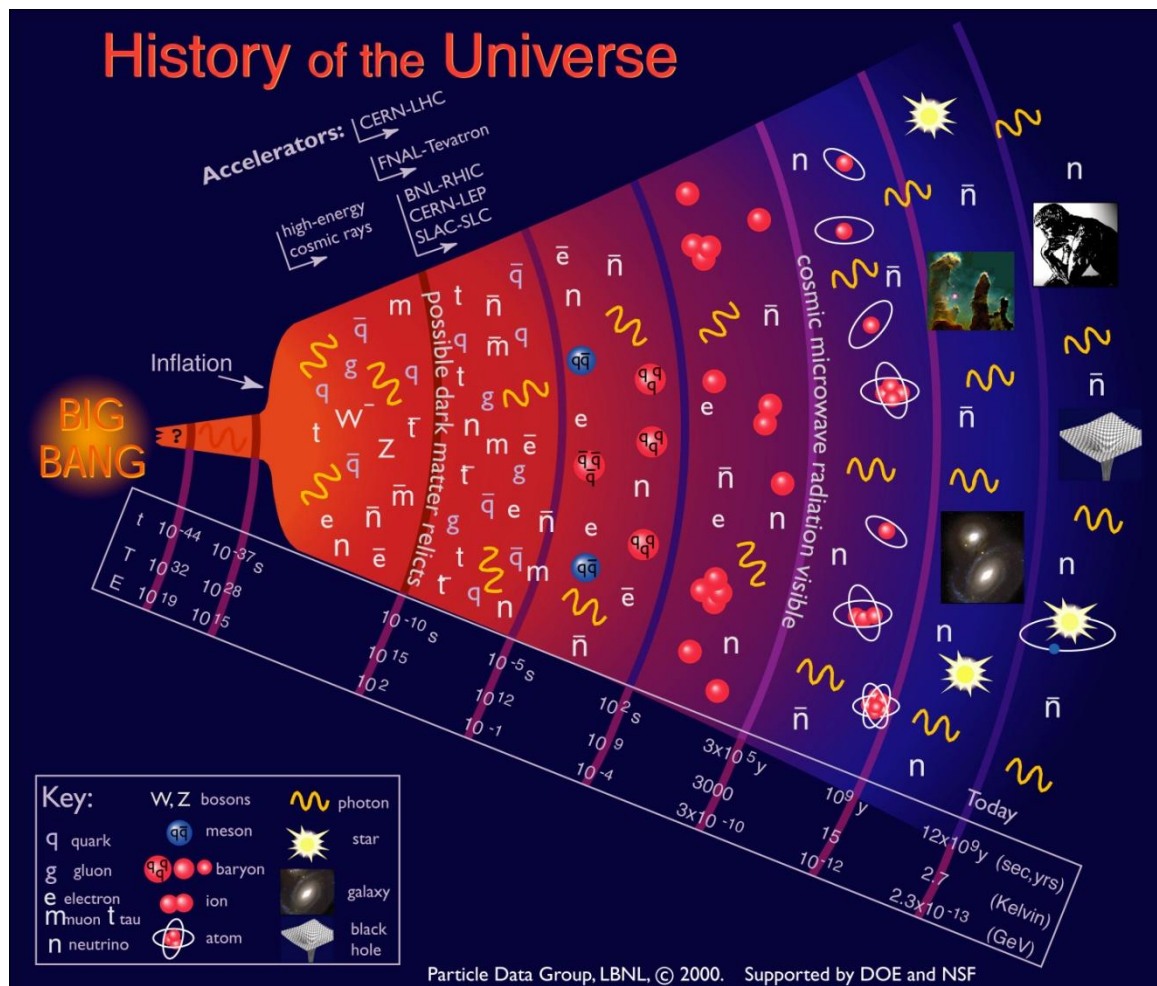 History of the Universe
Accelerators:
CERN-LHC
FNAL-Tevatron
BNL-RHIC
CERN-LEP
SLAC-SLC
high-energy
cosmic rays
Inflation
BIG
BANG
?
possible dark matter relicts
cosmic microwave radiation visible
q̄
m
t
n̄
q̄
ē
n̄
n
n
n̄
n
g
q
q
m̄
q
t
g
n
W⁻
t
Z
q̄
m̄
e
n̄
n
ē
qq̄
qqq
e
q̄q̄q̄
t 10⁻⁴⁴ 10⁻³⁷ s 10⁻¹⁰ s 10⁻⁵ s 10² s 3x10⁵ y 10⁹ y 12x10⁹ y (sec, yrs)
T 10³² 10²⁸ 10¹⁵ 10¹² 10⁹ 3000 15 2.7 (Kelvin)
E 10¹⁹ 10¹⁵ 10² 10⁻¹ 10⁻⁴ 3x10⁻¹⁰ 10⁻¹² 2.3x10⁻¹³ (GeV)
Today
Key:
q quark
g gluon
e electron
m muon t tau
n neutrino
W, Z bosons
qq̄ meson
qqq baryon
ion
atom
photon
star
galaxy
black
hole
Particle Data Group, LBNL, © 2000. Supported by DOE and NSF